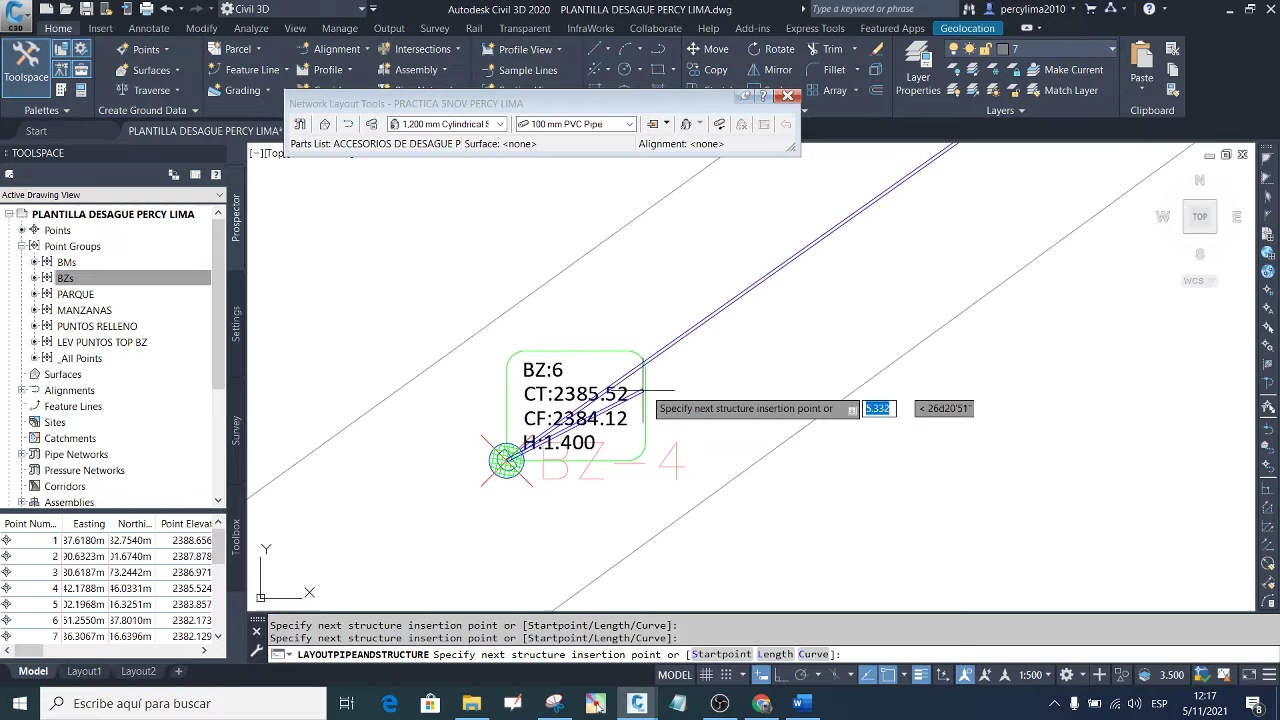 C3D
Civil 3D
Autodesk Civil 3D 2020 PLANTILLA DESAGUE PERCY LIMA.dwg
Type a keyword or phrase
percylima2010
Home Insert Annotate Modify Analyze View Manage Output Survey Rail Transparent InfraWorks Collaborate Help Add-ins Express Tools Featured Apps Geolocation
Points Parcel Alignment Intersections Profile View Move Rotate Trim 7
Toolspace Surfaces Feature Line Profile Assembly Sample Lines Copy Mirror Fillet Layer Properties Make Current Paste
Traverse Grading
Palettes Create Ground Data Layers Clipboard
Network Layout Tools - PRACTICA 5NOV PERCY LIMA
1,200 mm Cylindrical S 100 mm PVC Pipe
Parts List: ACCESORIOS DE DESAGUE P Surface: <none> Alignment: <none>
Start PLANTILLA DESAGUE PERCY LIMA*
TOOLSPACE
Active Drawing View
PLANTILLA DESAGUE PERCY LIMA
Points
Point Groups
BMs
BZs
PARQUE
MANZANAS
PUNTOS RELLENO
LEV PUNTOS TOP BZ
_All Points
Surfaces
Alignments
Feature Lines
Sites
Catchments
Pipe Networks
Pressure Networks
Corridors
Assemblies
Prospector
Settings
Survey
Toolbox
Point Num... Easting Northi... Point Eleva
1 87.6180m 32.7540m 2388.656
2 90.6323m 01.6740m 2387.878
3 80.6187m 73.2442m 2386.971
4 42.1788m 46.0331m 2385.524
5 02.1968m 16.3251m 2383.857
6 61.2550m 37.8010m 2382.173
7 36.3067m 16.6396m 2382.129
[−][Top]
N
W TOP E
S
WCS
BZ:6
CT:2385.52
CF:2384.12
H:1.400
BZ-4
Specify next structure insertion point or 5.332 < 26d20'51"
Y
X
Specify next structure insertion point or [Startpoint/Length/Curve]:
Specify next structure insertion point or [Startpoint/Length/Curve]:
LAYOUTPIPEANDSTRUCTURE Specify next structure insertion point or [Startpoint Length Curve]:
Model Layout1 Layout2 +
MODEL 1:500 3.500
Escribe aquí para buscar
ESP
12:17
5/11/2021